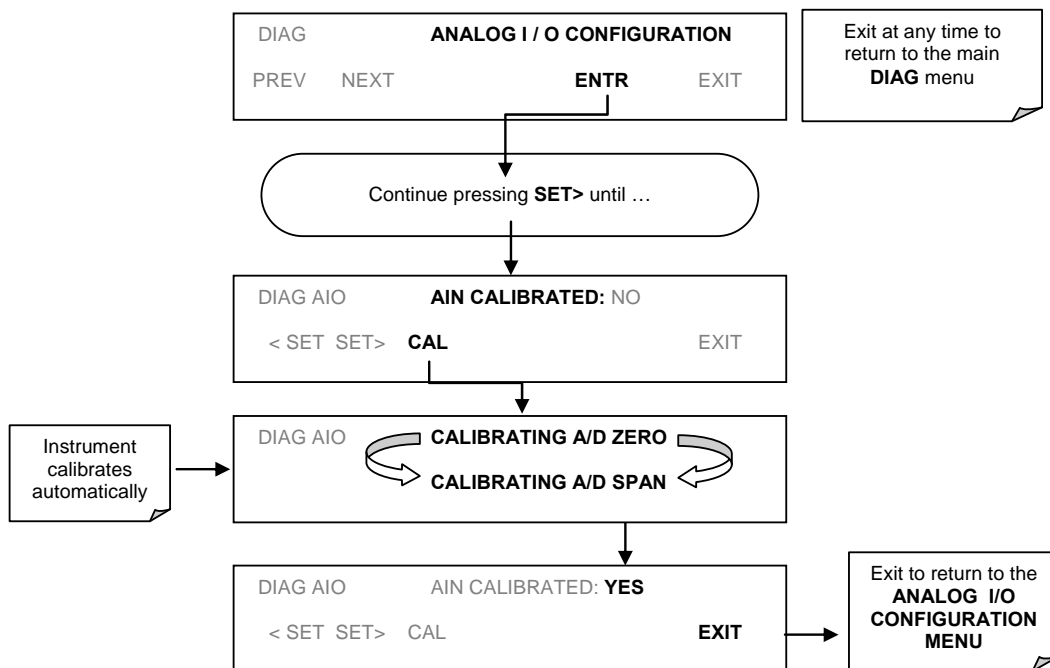 DIAG ANALOG I / O CONFIGURATION
PREV NEXT ENTR EXIT
Exit at any time to
return to the main
DIAG menu
Continue pressing SET> until …
DIAG AIO AIN CALIBRATED: NO
< SET SET> CAL EXIT
Instrument
calibrates
automatically
DIAG AIO CALIBRATING A/D ZERO
CALIBRATING A/D SPAN
DIAG AIO AIN CALIBRATED: YES
< SET SET> CAL EXIT
Exit to return to the
ANALOG I/O
CONFIGURATION
MENU